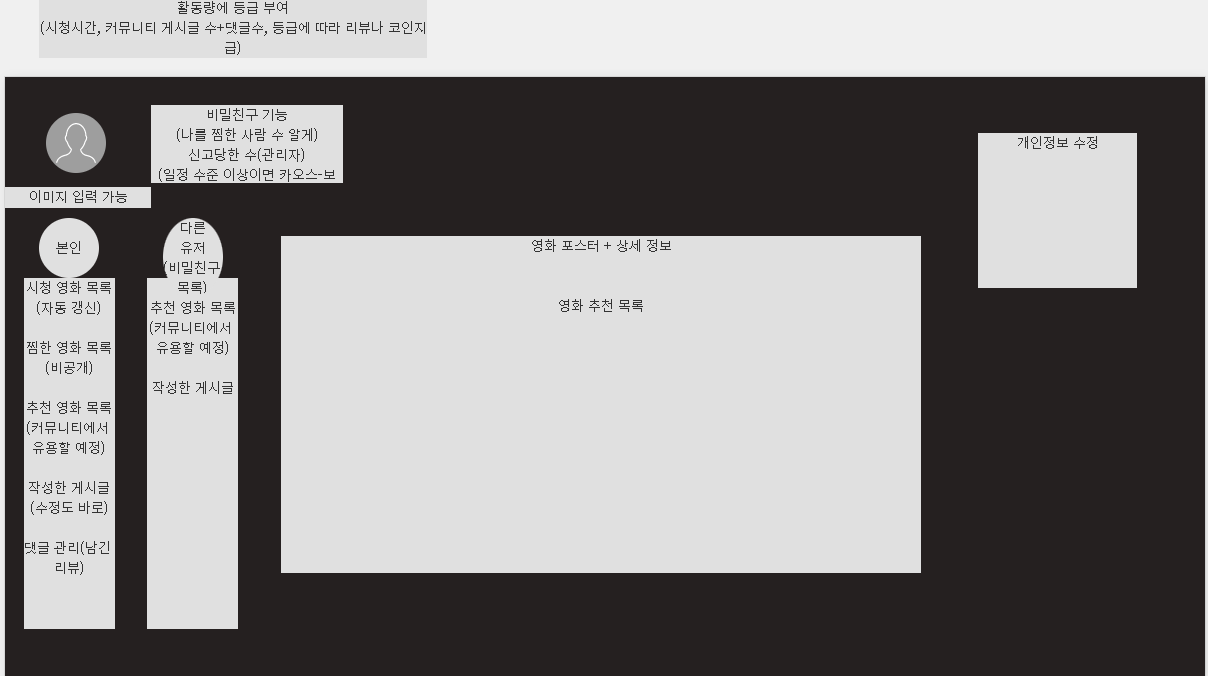 활동량에 등급 부여
(시청시간, 커뮤니티 게시글 수+댓글수, 등급에 따라 리뷰나 코인지
급)
비밀친구 기능
(나를 찜한 사람 수 알게)
신고당한 수(관리자)
(일정 수준 이상이면 카오스-보
개인정보 수정
이미지 입력 가능
본인
다른
유저
(비밀친구
목록)
시청 영화 목록
(자동 갱신)
찜한 영화 목록
(비공개)
추천 영화 목록
(커뮤니티에서
유용할 예정)
작성한 게시글
(수정도 바로)
댓글 관리(남긴
리뷰)
추천 영화 목록
(커뮤니티에서
유용할 예정)
작성한 게시글
영화 포스터 + 상세 정보
영화 추천 목록